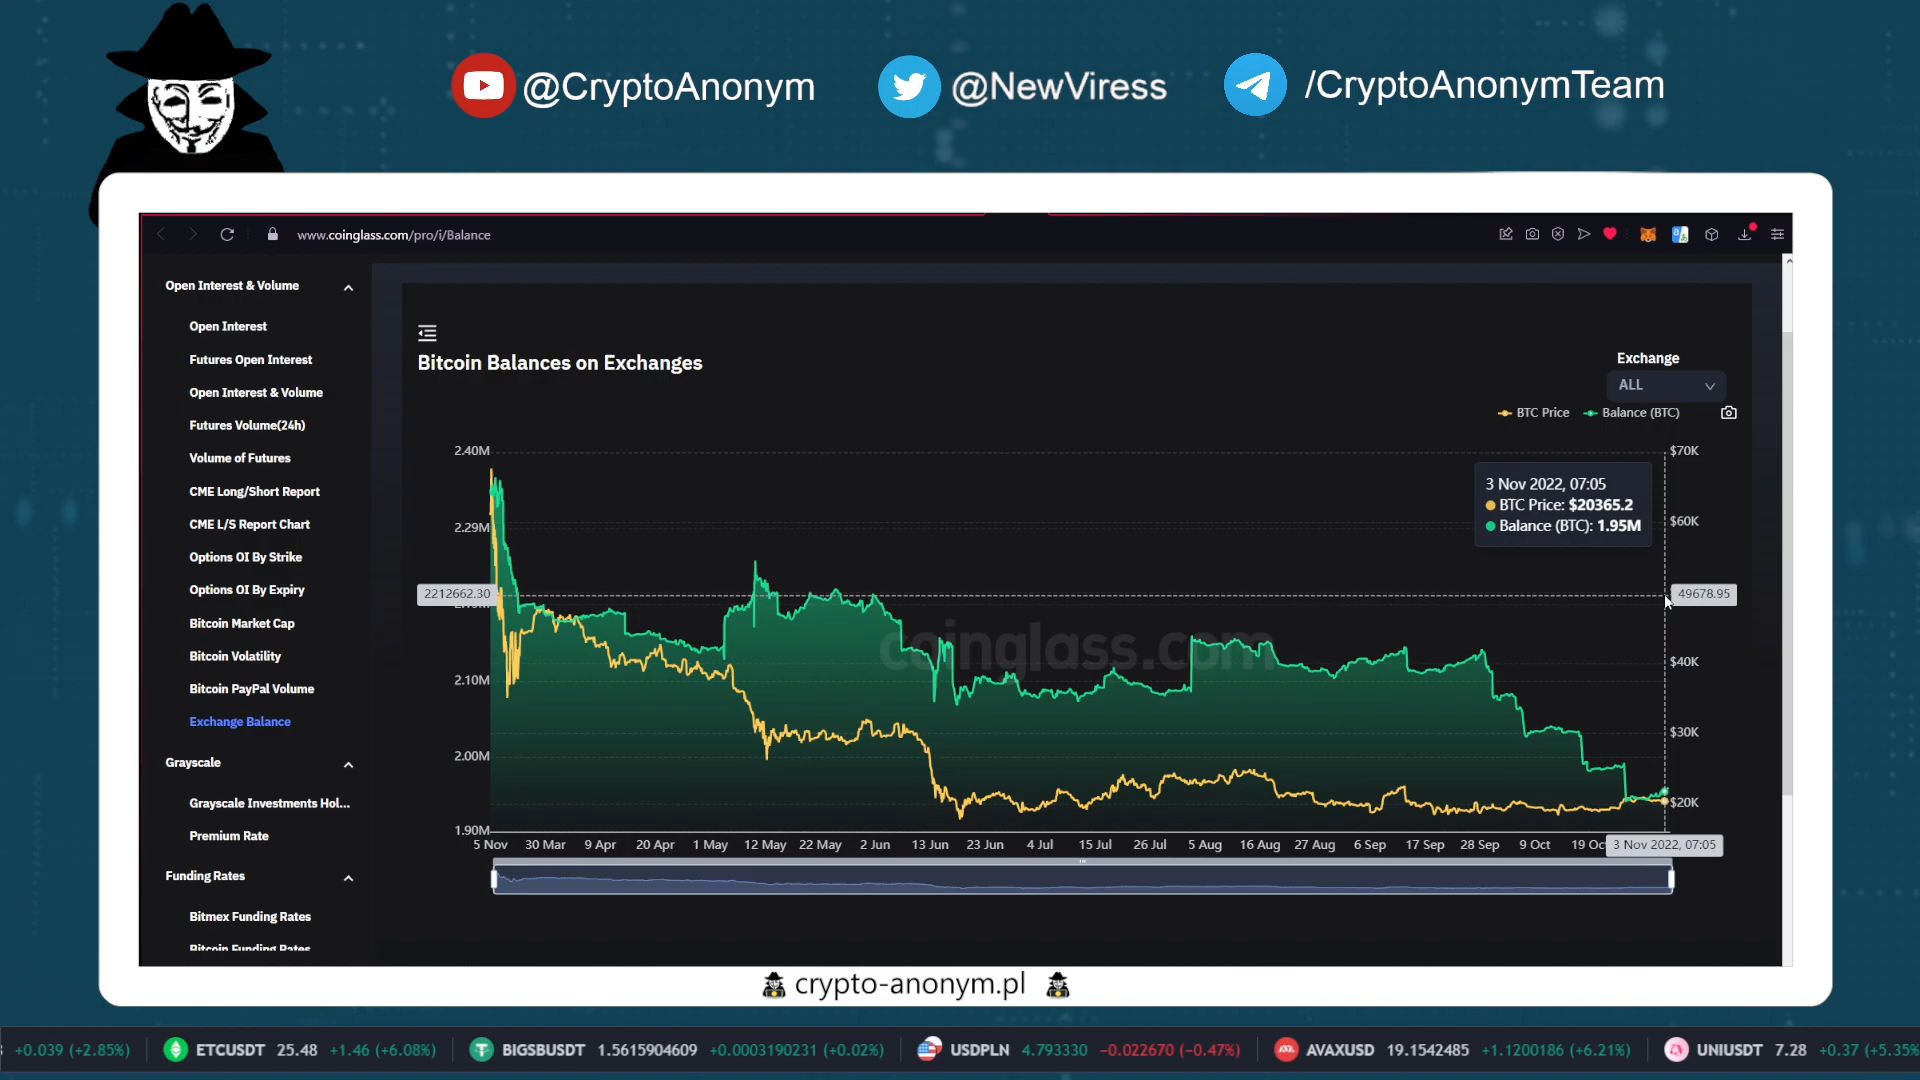 @CryptoAnonym
@NewViress
/CryptoAnonymTeam
www.coinglass.com/pro/i/Balance
Open Interest & Volume
Open Interest
Futures Open Interest
Open Interest & Volume
Futures Volume(24h)
Volume of Futures
CME Long/Short Report
CME L/S Report Chart
Options OI By Strike
Options OI By Expiry
Bitcoin Market Cap
Bitcoin Volatility
Bitcoin PayPal Volume
Exchange Balance
Grayscale
Grayscale Investments Hol...
Premium Rate
Funding Rates
Bitmex Funding Rates
Bitcoin Funding Rates
Bitcoin Balances on Exchanges
Exchange
ALL
BTC Price
Balance (BTC)
2.40M
2.29M
2212662.30
2.10M
2.00M
1.90M
$70K
$60K
49678.95
$40K
$30K
$20K
3 Nov 2022, 07:05
BTC Price: $20365.2
Balance (BTC): 1.95M
coinglass.com
5 Nov 30 Mar 9 Apr 20 Apr 1 May 12 May 22 May 2 Jun 13 Jun 23 Jun 4 Jul 15 Jul 26 Jul 5 Aug 16 Aug 27 Aug 6 Sep 17 Sep 28 Sep 9 Oct 19 Oct 3 Nov 2022, 07:05
crypto-anonym.pl
+0.039 (+2.85%) ETCUSDT 25.48 +1.46 (+6.08%) BIGSBUSDT 1.5615904609 +0.0003190231 (+0.02%) USDPLN 4.793330 −0.022670 (−0.47%) AVAXUSD 19.1542485 +1.1200186 (+6.21%) UNIUSDT 7.28 +0.37 (+5.35%